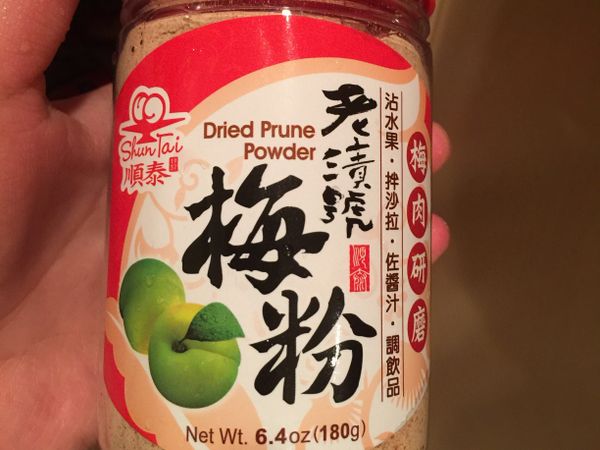 Shun Tai
順泰
Dried Prune
Powder
老漬號
梅粉
沾水果 拌沙拉・佐醬汁・調飲品
梅肉研磨
Net Wt. 6.4oz(180g)